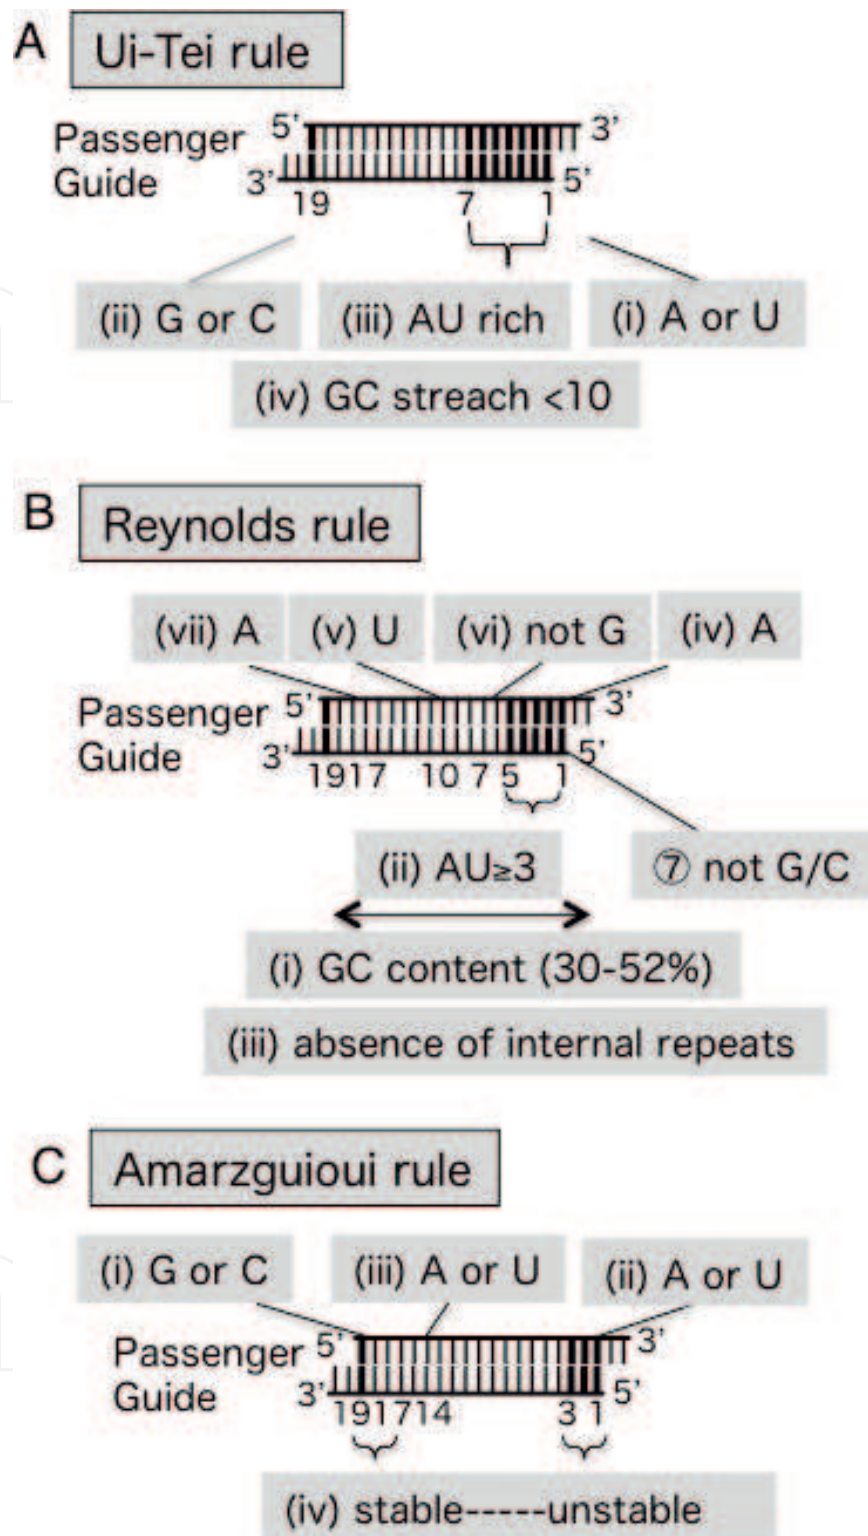 A Ui-Tei rule
Passenger 5' 3'
Guide 3' 5'
19 7 1
(ii) G or C (iii) AU rich (i) A or U
(iv) GC streach <10
B Reynolds rule
(vii) A (v) U (vi) not G (iv) A
Passenger 5' 3'
Guide 3' 5'
1917 10 7 5 1
(ii) AU≥3 ⑦ not G/C
(i) GC content (30-52%)
(iii) absence of internal repeats
C Amarzguioui rule
(i) G or C (iii) A or U (ii) A or U
Passenger 5' 3'
Guide 3' 5'
191714 3 1
(iv) stable-----unstable